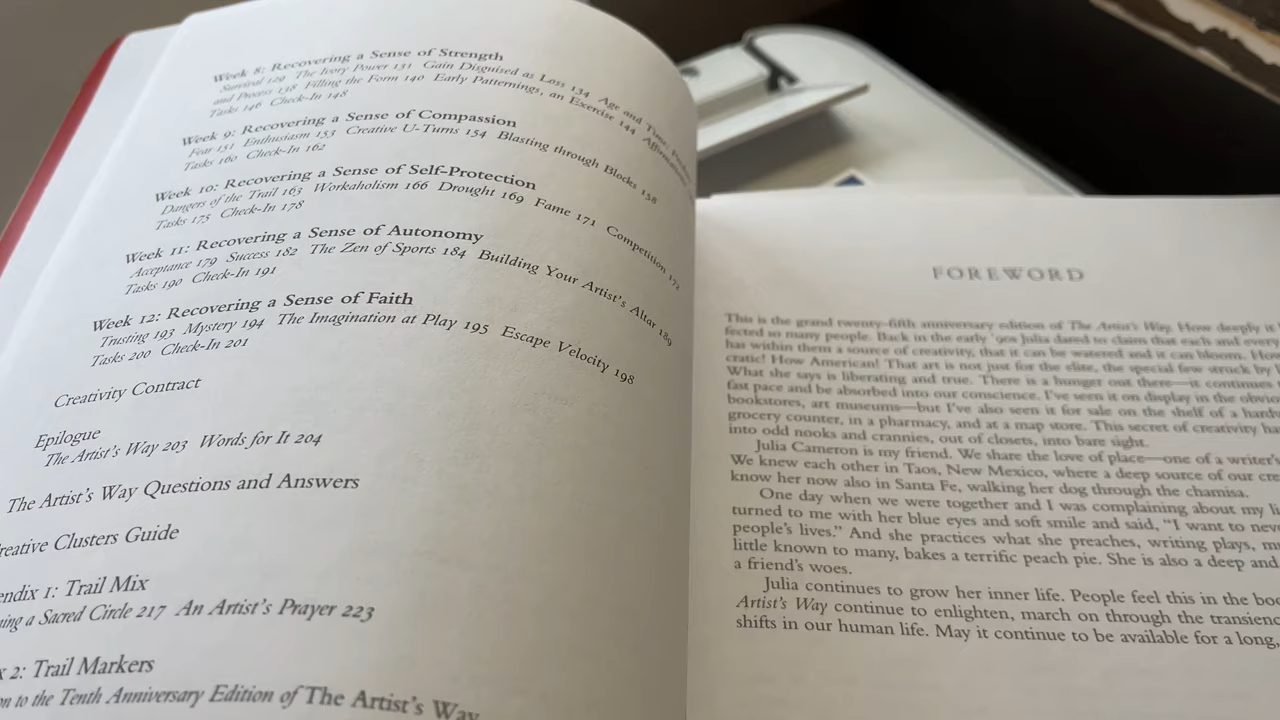 Week 8: Recovering a Sense of Strength
Survival 129 The Ivory Power 131 Gain Disguised as Loss 134 Age and Time:
and Process 138 Filling the Form 140 Early Patternings, an Exercise 144
Tasks 146 Check-In 148
Week 9: Recovering a Sense of Compassion
Fear 151 Enthusiasm 153 Creative U-Turns 154 Blasting through Blocks 158
Tasks 160 Check-In 162
Week 10: Recovering a Sense of Self-Protection
Dangers of the Trail 163 Workaholism 166 Drought 169 Fame 171 Competition 172
Tasks 175 Check-In 178
Week 11: Recovering a Sense of Autonomy
Acceptance 179 Success 182 The Zen of Sports 184 Building Your Artist's Altar 189
Tasks 190 Check-In 191
Week 12: Recovering a Sense of Faith
Trusting 193 Mystery 194 The Imagination at Play 195 Escape Velocity 198
Tasks 200 Check-In 201
Creativity Contract
Epilogue
The Artist's Way 203 Words for It 204
The Artist's Way Questions and Answers
reative Clusters Guide
endix 1: Trail Mix
ing a Sacred Circle 217 An Artist's Prayer 223
x 2: Trail Markers
on to the Tenth Anniversary Edition of The Artist's Way
FOREWORD
This is the grand twenty-fifth anniversary edition of The Artist's Way. How deeply it
fected so many people. Back in the early '90s Julia dared to claim that each and every
has within them a source of creativity, that it can be watered and it can bloom. How
cratic! How American! That art is not just for the elite, the special few struck by
What she says is liberating and true. There is a hunger out there—it continues
fast pace and be absorbed into our conscience. I've seen it on display in the obvio
bookstores, art museums—but I've also seen it for sale on the shelf of a hardw
grocery counter, in a pharmacy, and at a map store. This secret of creativity ha
into odd nooks and crannies, out of closets, into bare sight.
Julia Cameron is my friend. We share the love of place—one of a writer's
We knew each other in Taos, New Mexico, where a deep source of our cre
know her now also in Santa Fe, walking her dog through the chamisa.
One day when we were together and I was complaining about my li
turned to me with her blue eyes and soft smile and said, "I want to nev
people's lives." And she practices what she preaches, writing plays, mu
little known to many, bakes a terrific peach pie. She is also a deep and
a friend's woes.
Julia continues to grow her inner life. People feel this in the boo
Artist's Way continue to enlighten, march on through the transienc
shifts in our human life. May it continue to be available for a long,